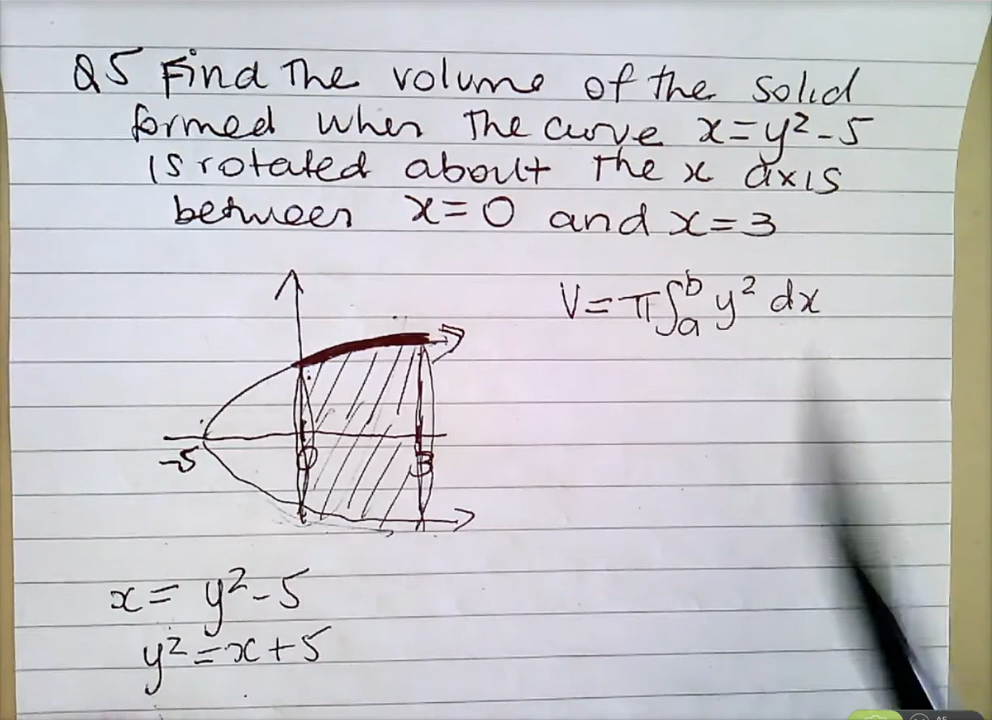 Q5 Find The volume of the solid
formed when the curve x=y²-5
is rotated about the x axis
between x=0 and x=3
V=π∫ₐᵇ y² dx
-5
0
3
x = y²-5
y²=x+5